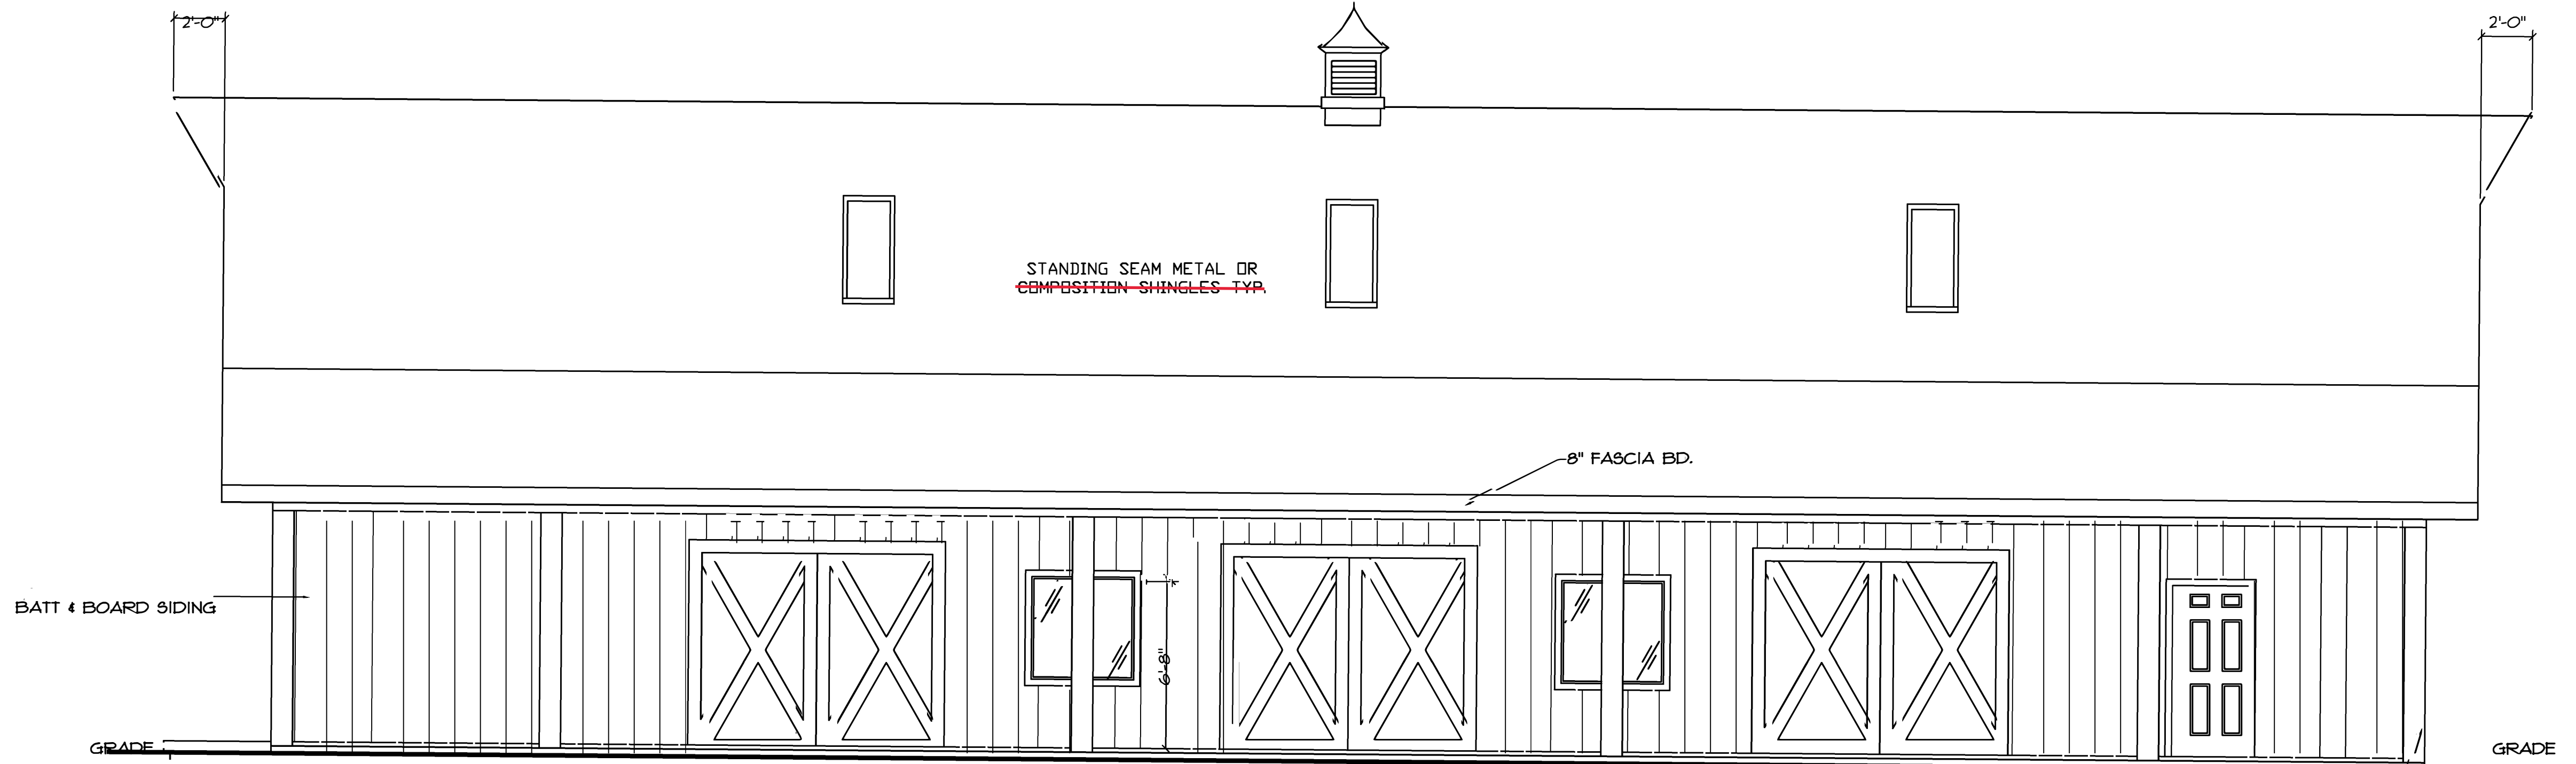 2'-0"
2'-0"
STANDING SEAM METAL OR
COMPOSITION SHINGLES TYP.
8" FASCIA BD.
BATT & BOARD SIDING
6'-8"
GRADE
GRADE